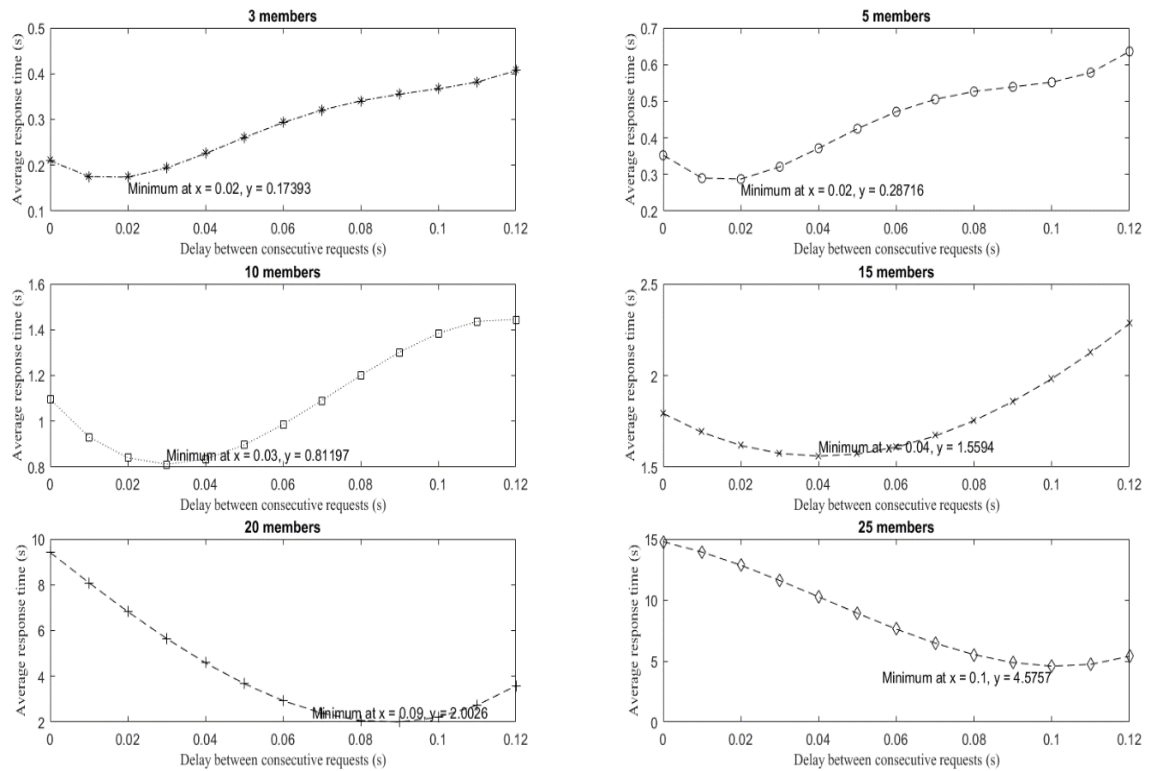 3 members
Average response time (s)
0.5
0.4
0.3
0.2
0.1
Minimum at x = 0.02, y = 0.17393
0 0.02 0.04 0.06 0.08 0.1 0.12
Delay between consecutive requests (s)
5 members
Average response time (s)
0.7
0.6
0.5
0.4
0.3
0.2
Minimum at x = 0.02, y = 0.28716
0 0.02 0.04 0.06 0.08 0.1 0.12
Delay between consecutive requests (s)
10 members
Average response time (s)
1.6
1.4
1.2
1
0.8
Minimum at x = 0.03, y = 0.81197
0 0.02 0.04 0.06 0.08 0.1 0.12
Delay between consecutive requests (s)
15 members
Average response time (s)
2.5
2
1.5
Minimum at x = 0.04, y = 1.5594
0 0.02 0.04 0.06 0.08 0.1 0.12
Delay between consecutive requests (s)
20 members
Average response time (s)
10
8
6
4
2
Minimum at x = 0.09, y = 2.0026
0 0.02 0.04 0.06 0.08 0.1 0.12
Delay between consecutive requests (s)
25 members
Average response time (s)
15
10
5
0
Minimum at x = 0.1, y = 4.5757
0 0.02 0.04 0.06 0.08 0.1 0.12
Delay between consecutive requests (s)